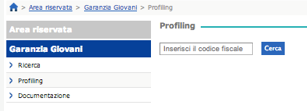 > Area riservata > Garanzia Giovani > Profiling
Area riservata
Garanzia Giovani
> Ricerca
> Profiling
> Documentazione
Profiling
Inserisci il codice fiscale Cerca